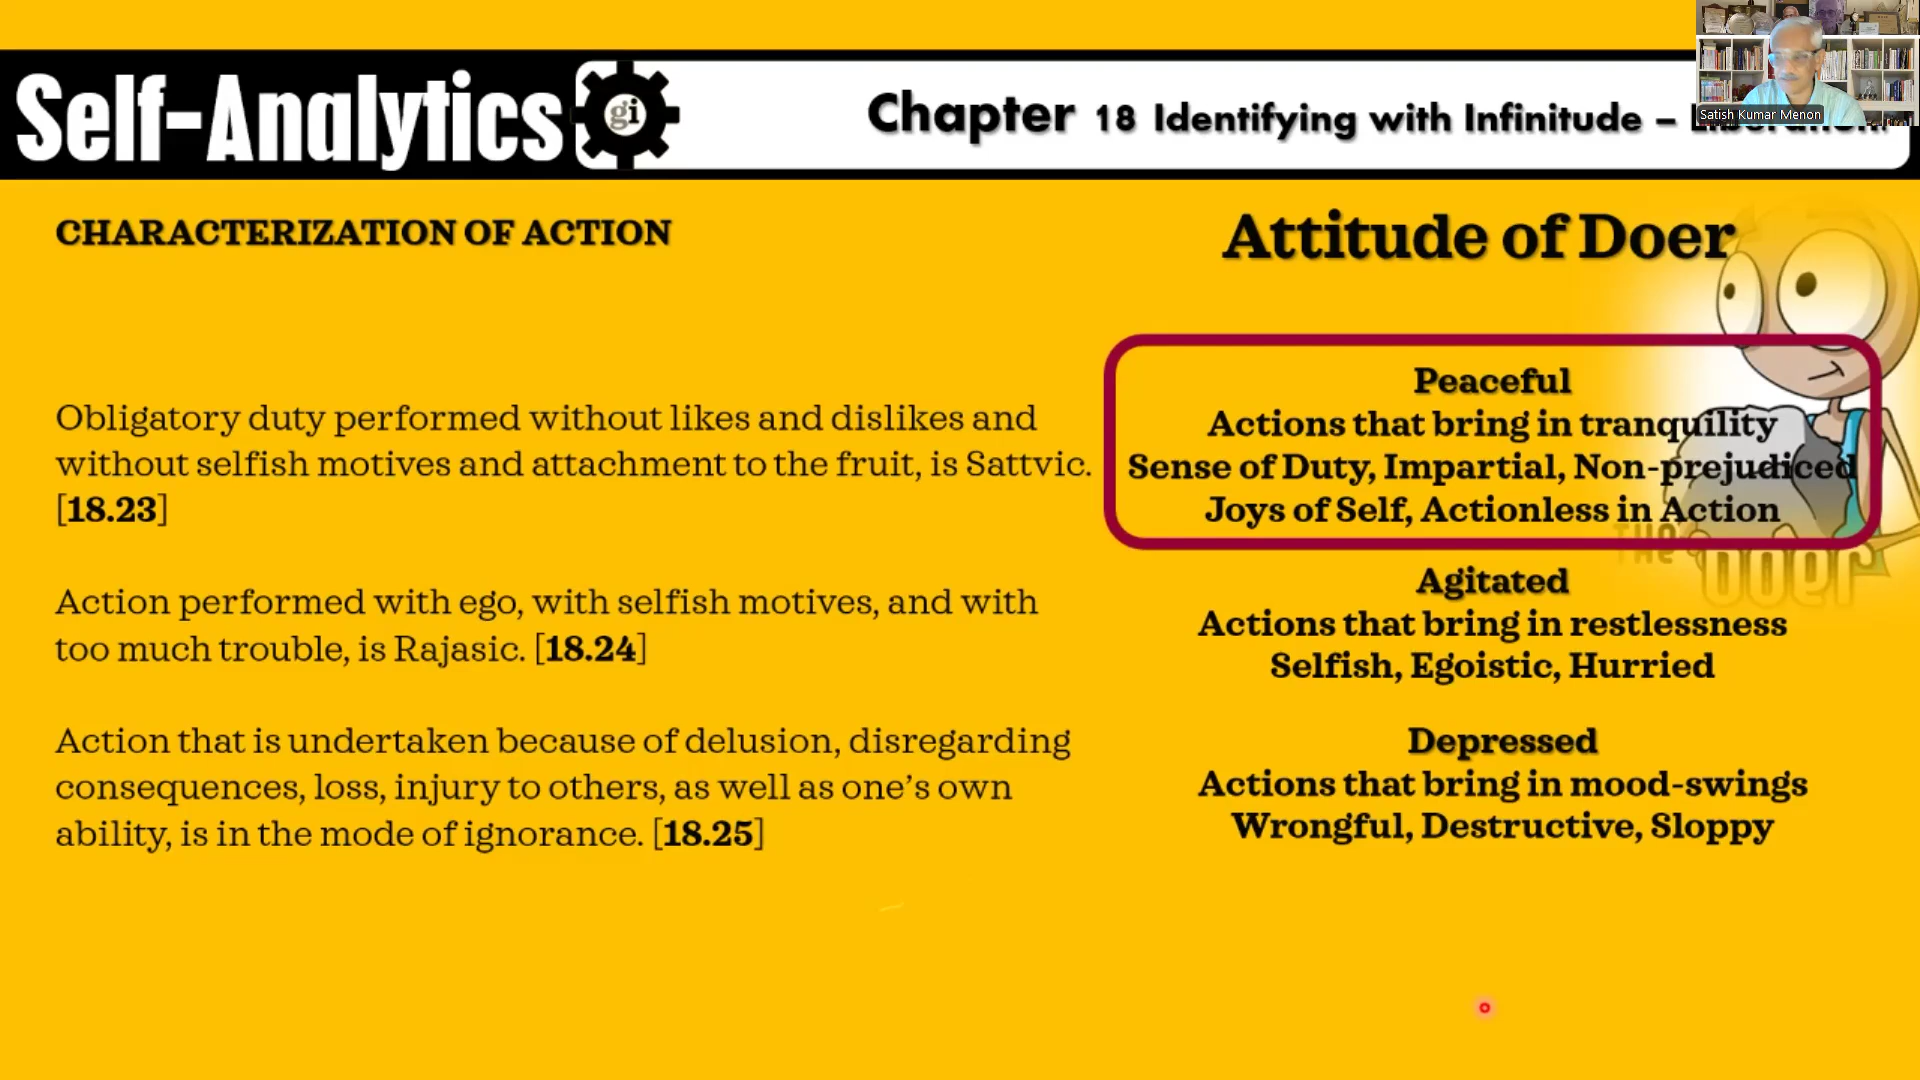 Self-Analytics
gi
Chapter 18 Identifying with Infinitude –
Satish Kumar Menon
CHARACTERIZATION OF ACTION
Attitude of Doer
Obligatory duty performed without likes and dislikes and
without selfish motives and attachment to the fruit, is Sattvic.
[18.23]
Peaceful
Actions that bring in tranquility
Sense of Duty, Impartial, Non-prejudiced
Joys of Self, Actionless in Action
THe Doer
Action performed with ego, with selfish motives, and with
too much trouble, is Rajasic. [18.24]
Agitated
Actions that bring in restlessness
Selfish, Egoistic, Hurried
Action that is undertaken because of delusion, disregarding
consequences, loss, injury to others, as well as one’s own
ability, is in the mode of ignorance. [18.25]
Depressed
Actions that bring in mood-swings
Wrongful, Destructive, Sloppy